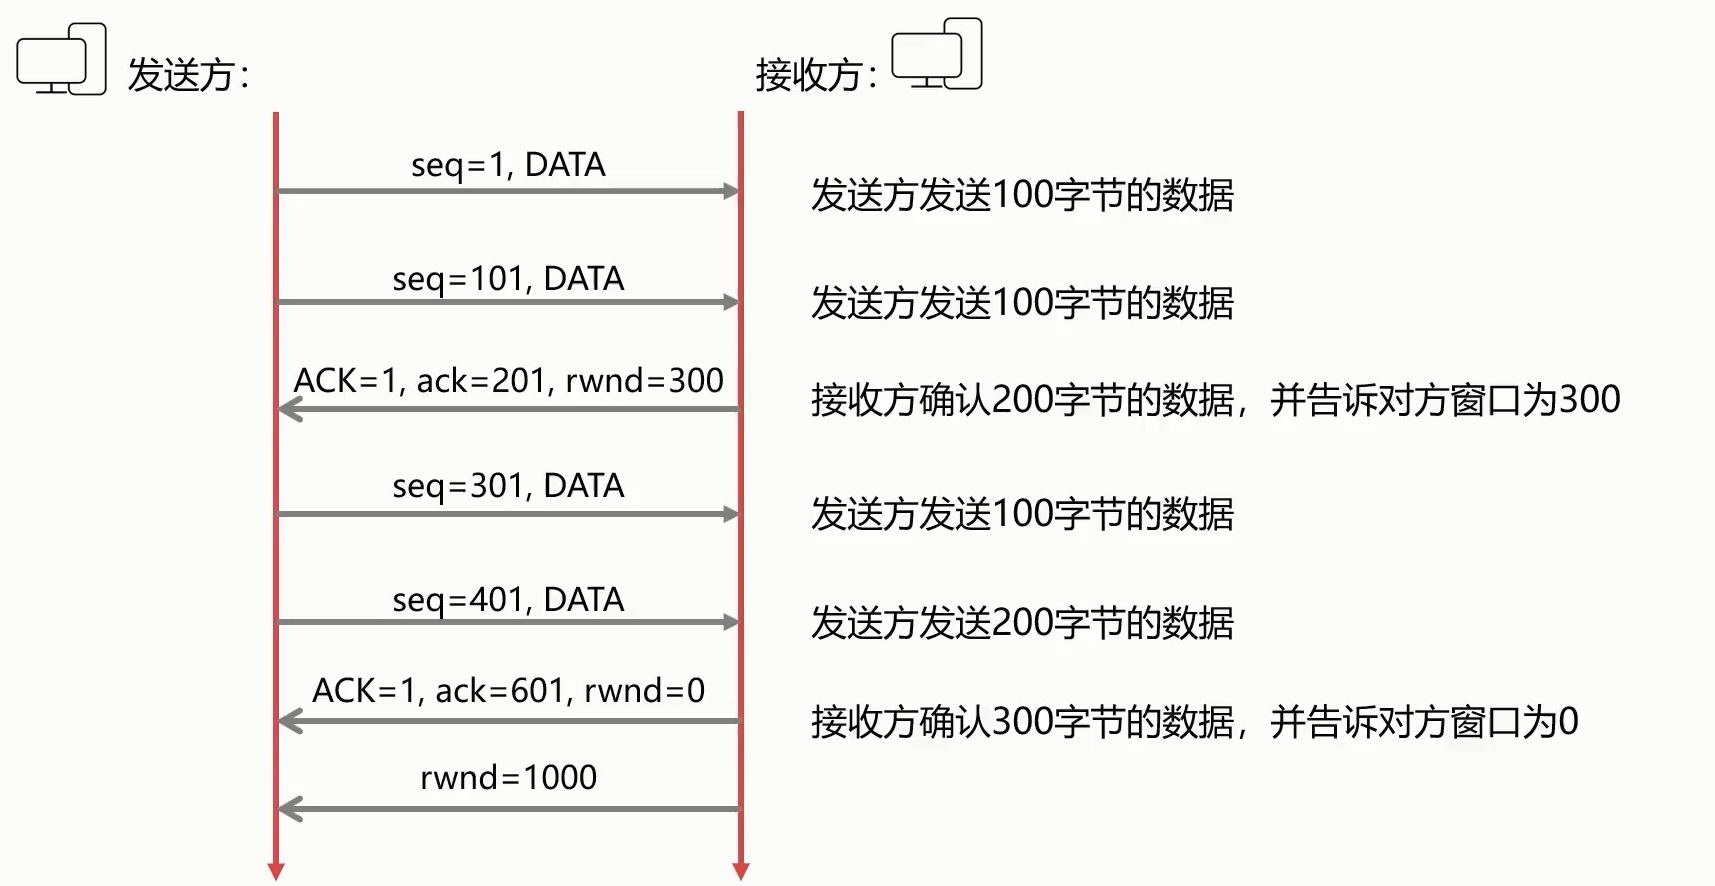 发送方：
接收方：
seq=1, DATA
发送方发送100字节的数据
seq=101, DATA
发送方发送100字节的数据
ACK=1, ack=201, rwnd=300
接收方确认200字节的数据，并告诉对方窗口为300
seq=301, DATA
发送方发送100字节的数据
seq=401, DATA
发送方发送200字节的数据
ACK=1, ack=601, rwnd=0
接收方确认300字节的数据，并告诉对方窗口为0
rwnd=1000